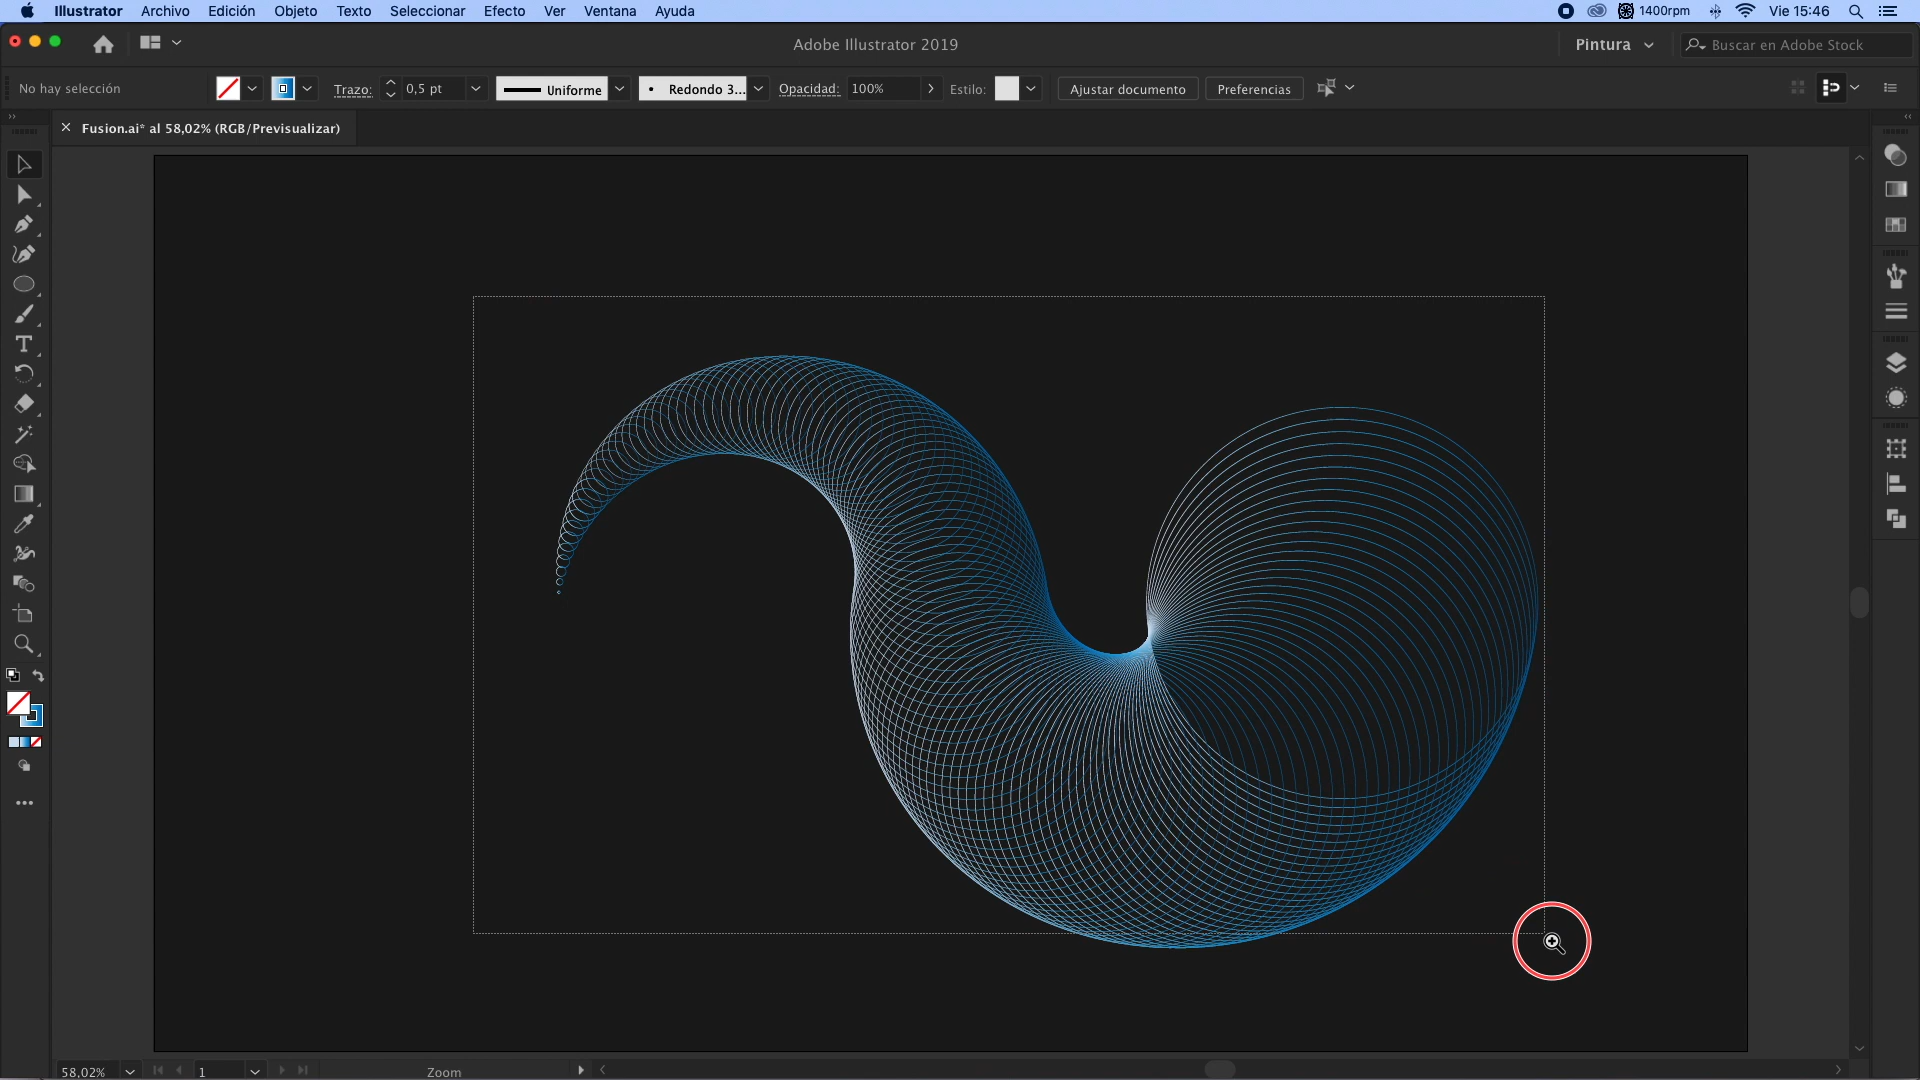 Illustrator Archivo Edición Objeto Texto Seleccionar Efecto Ver Ventana Ayuda 1400rpm Vie 15:46
Adobe Illustrator 2019 Pintura Buscar en Adobe Stock
No hay selección Trazo: 0,5 pt Uniforme Redondo 3... Opacidad: 100% Estilo: Ajustar documento Preferencias
Fusion.ai* al 58,02% (RGB/Previsualizar)
58,02% 1 Zoom